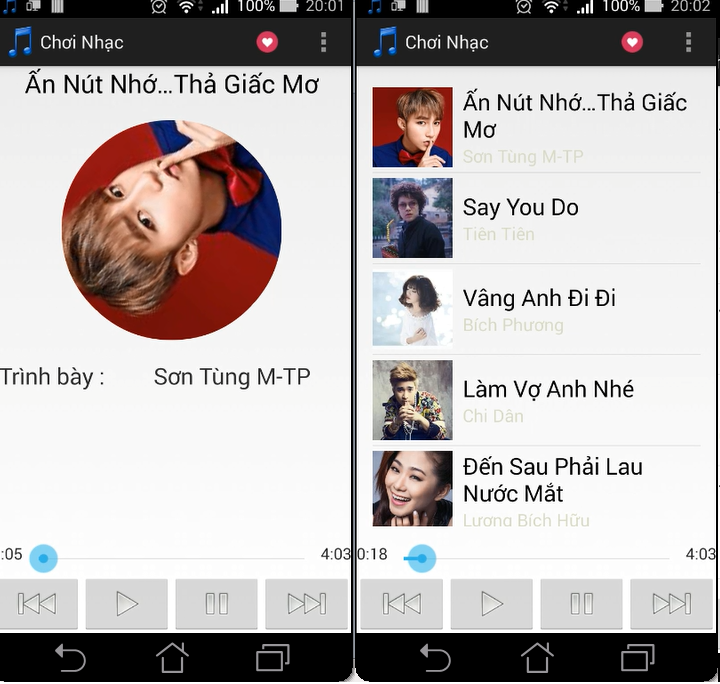 100% 20:01
Chơi Nhạc
Ấn Nút Nhớ...Thả Giấc Mơ
Trình bày : Sơn Tùng M-TP
:05 4:03
100% 20:02
Chơi Nhạc
Ấn Nút Nhớ...Thả Giấc
Mơ
Sơn Tùng M-TP
Say You Do
Tiên Tiên
Vâng Anh Đi Đi
Bích Phương
Làm Vợ Anh Nhé
Chi Dân
Đến Sau Phải Lau
Nước Mắt
Lương Bích Hữu
0:18 4:03